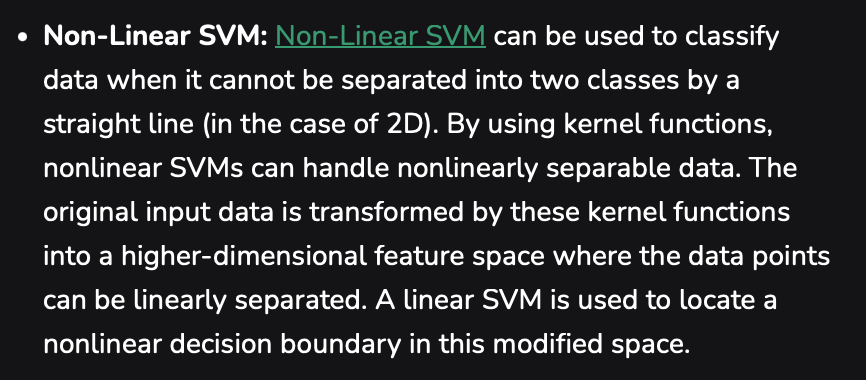 • Non-Linear SVM: Non-Linear SVM can be used to classify
data when it cannot be separated into two classes by a
straight line (in the case of 2D). By using kernel functions,
nonlinear SVMs can handle nonlinearly separable data. The
original input data is transformed by these kernel functions
into a higher-dimensional feature space where the data points
can be linearly separated. A linear SVM is used to locate a
nonlinear decision boundary in this modified space.